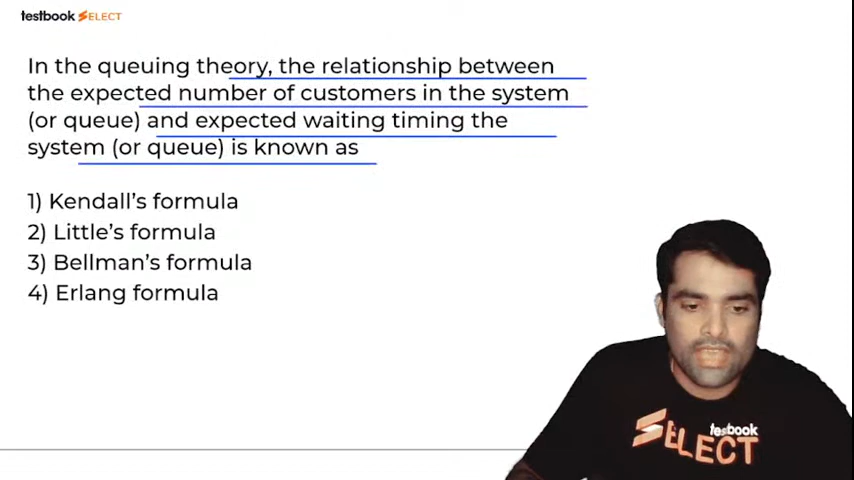 testbook SELECT
In the queuing theory, the relationship between
the expected number of customers in the system
(or queue) and expected waiting timing the
system (or queue) is known as
1) Kendall's formula
2) Little's formula
3) Bellman's formula
4) Erlang formula
testbook
SELECT